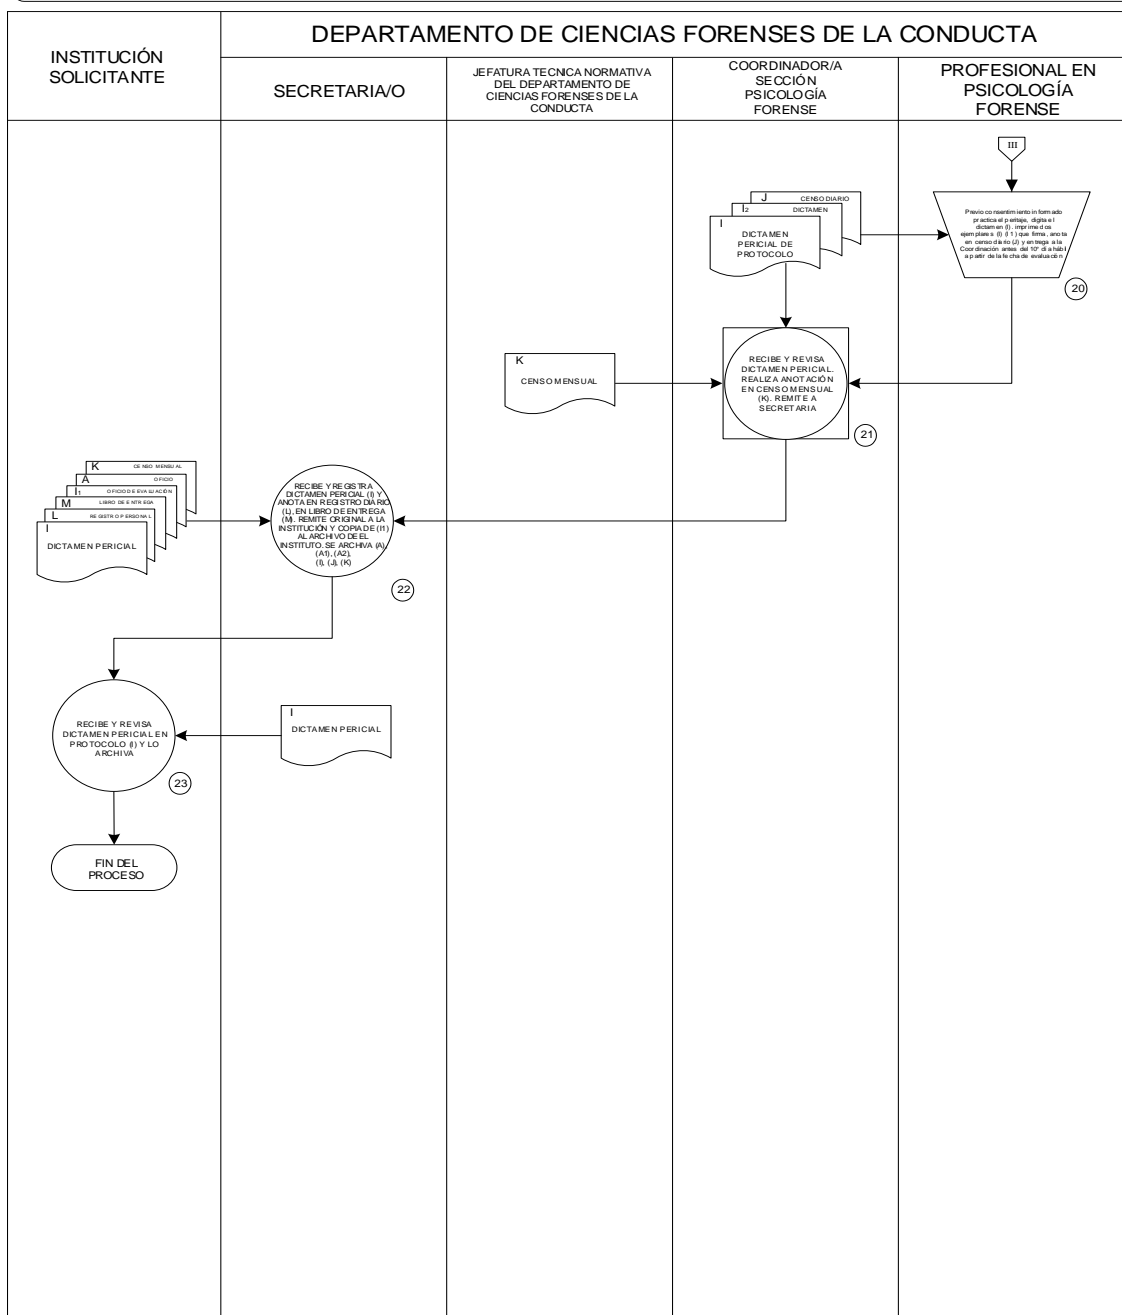 DEPARTAMENTO DE CIENCIAS FORENSES DE LA CONDUCTA
INSTITUCIÓN
SOLICITANTE
SECRETARIA/O
JEFATURA TECNICA NORMATIVA
DEL DEPARTAMENTO DE
CIENCIAS FORENSES DE LA
CONDUCTA
COORDINADOR/A
SECCIÓN
PSICOLOGÍA
FORENSE
PROFESIONAL EN
PSICOLOGÍA
FORENSE
III
J CENSO DIARIO
I2 DICTAMEN
I
DICTAMEN
PERICIAL DE
PROTOCOLO
Previo consentimiento informado
practica el peritaje, digita el
dictamen (I). imprime dos
ejemplares (I) (I1) que firma, anota
en censo diario (J) y entrega a la
Coordinación antes del 10° día hábil
a partir de la fecha de evaluación
20
K
CENSO MENSUAL
RECIBE Y REVISA
DICTAMEN PERICIAL.
REALIZA ANOTACIÓN
EN CENSO MENSUAL
(K). REMITE A
SECRETARIA
21
K CENSO MENSUAL
A OFICIO
I1 OFICIO DE EVALUACIÓN
M LIBRO DE ENTREGA
L REGISTRO PERSONAL
I
DICTAMEN PERICIAL
RECIBE Y REGISTRA
DICTAMEN PERICIAL (I) Y
ANOTA EN REGISTRO DIARIO
(L), EN LIBRO DE ENTREGA
(M). REMITE ORIGINAL A LA
INSTITUCIÓN Y COPIA DE (I1)
AL ARCHIVO DE EL
INSTITUTO. SE ARCHIVA (A),
(A1), (A2).
(I), (J), (K)
22
RECIBE Y REVISA
DICTAMEN PERICIAL EN
PROTOCOLO (I) Y LO
ARCHIVA
23
I
DICTAMEN PERICIAL
FIN DEL
PROCESO